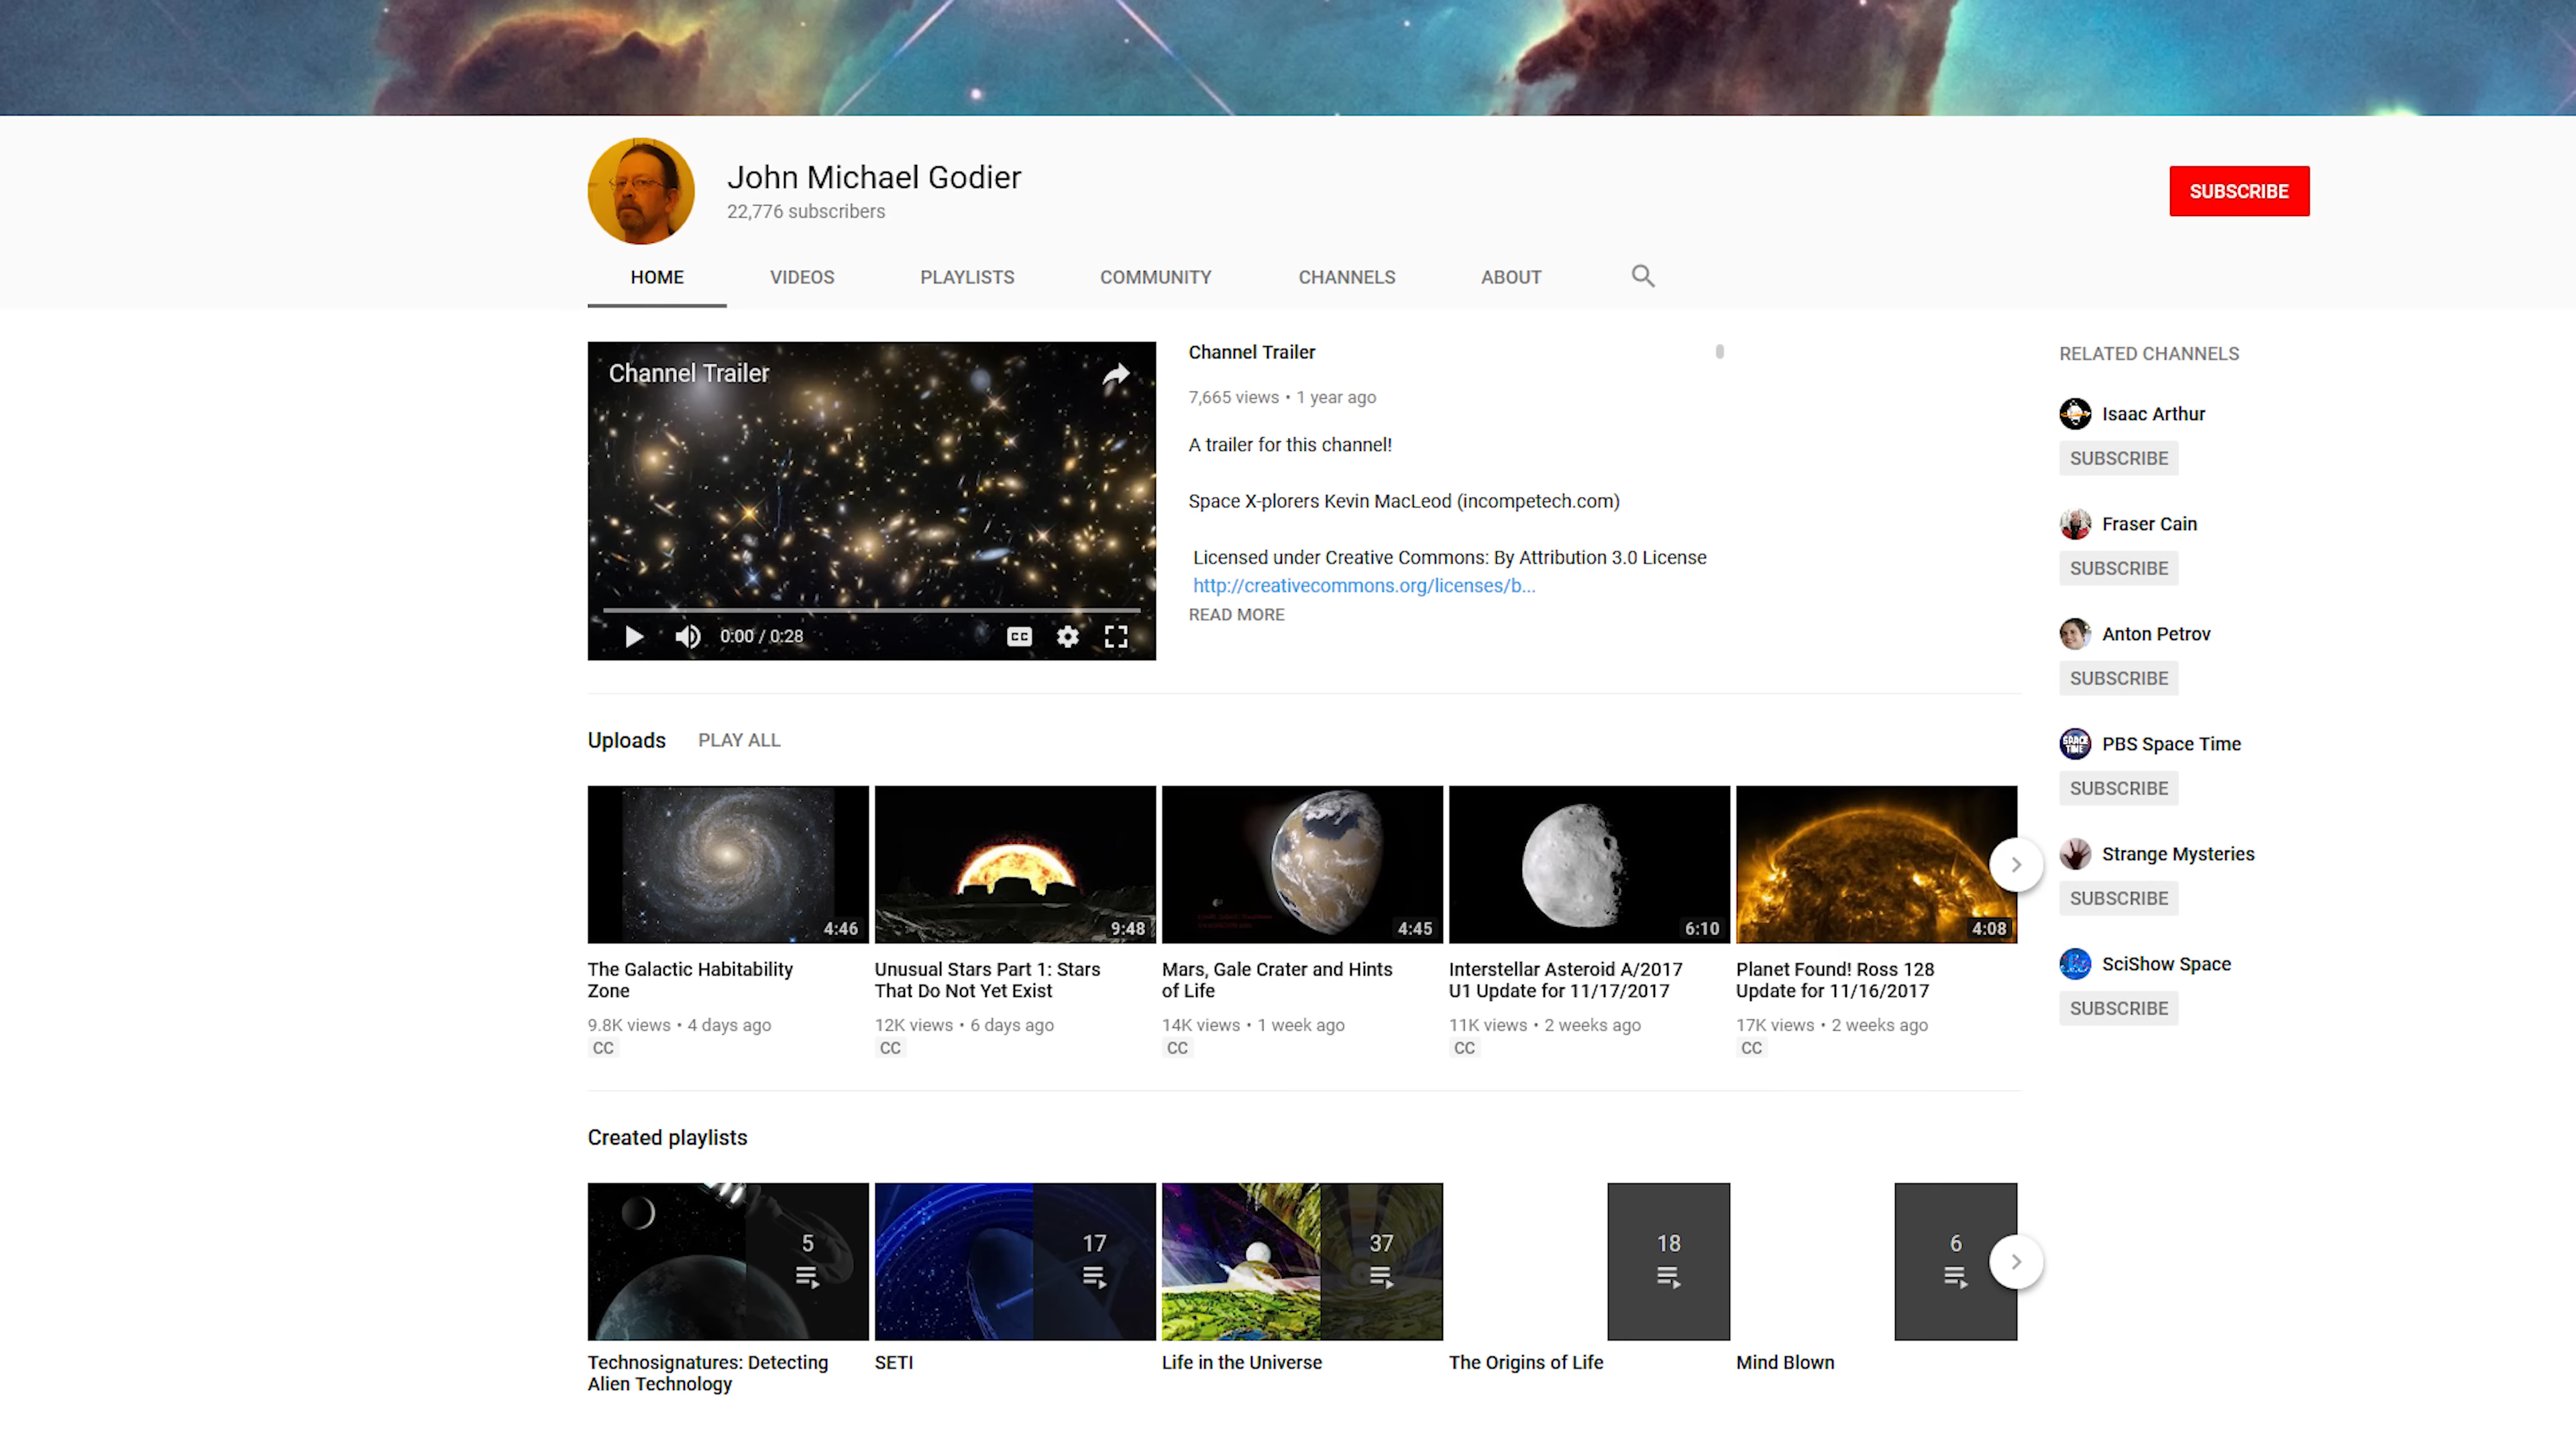 John Michael Godier
22,776 subscribers
SUBSCRIBE
HOME VIDEOS PLAYLISTS COMMUNITY CHANNELS ABOUT
Channel Trailer
0:00 / 0:28
CC
Channel Trailer
7,665 views • 1 year ago
A trailer for this channel!
Space X-plorers Kevin MacLeod (incompetech.com)
Licensed under Creative Commons: By Attribution 3.0 License
http://creativecommons.org/licenses/b...
READ MORE
RELATED CHANNELS
Isaac Arthur
SUBSCRIBE
Fraser Cain
SUBSCRIBE
Anton Petrov
SUBSCRIBE
SPACE
TIME
PBS Space Time
SUBSCRIBE
Strange Mysteries
SUBSCRIBE
SciShow Space
SUBSCRIBE
Uploads PLAY ALL
4:46
The Galactic Habitability
Zone
9.8K views • 4 days ago
CC
9:48
Unusual Stars Part 1: Stars
That Do Not Yet Exist
12K views • 6 days ago
CC
4:45
Mars, Gale Crater and Hints
of Life
14K views • 1 week ago
CC
6:10
Interstellar Asteroid A/2017
U1 Update for 11/17/2017
11K views • 2 weeks ago
CC
4:08
Planet Found! Ross 128
Update for 11/16/2017
17K views • 2 weeks ago
CC
Created playlists
5
Technosignatures: Detecting
Alien Technology
17
SETI
37
Life in the Universe
18
The Origins of Life
6
Mind Blown